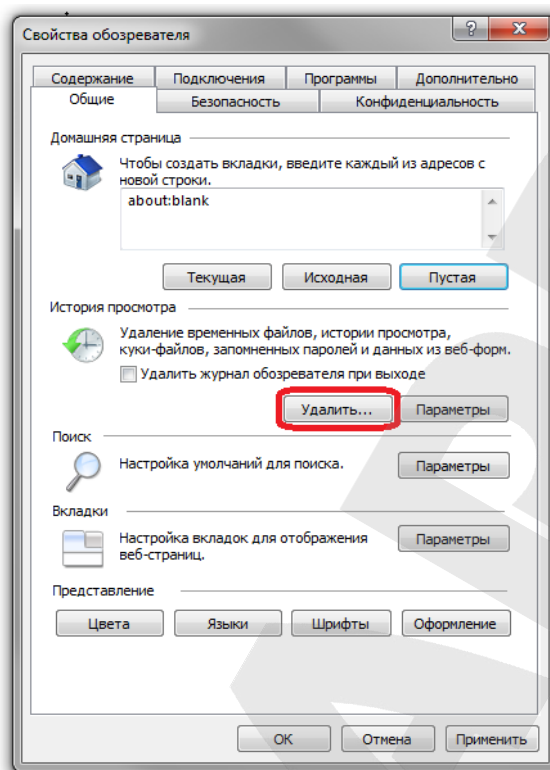 Свойства обозревателя
Содержание Подключения Программы Дополнительно
Общие Безопасность Конфиденциальность
Домашняя страница
Чтобы создать вкладки, введите каждый из адресов с
новой строки.
about:blank
Текущая Исходная Пустая
История просмотра
Удаление временных файлов, истории просмотра,
куки-файлов, запомненных паролей и данных из веб-форм.
Удалить журнал обозревателя при выходе
Удалить... Параметры
Поиск
Настройка умолчаний для поиска.
Параметры
Вкладки
Настройка вкладок для отображения
веб-страниц.
Параметры
Представление
Цвета Языки Шрифты Оформление
ОК Отмена Применить